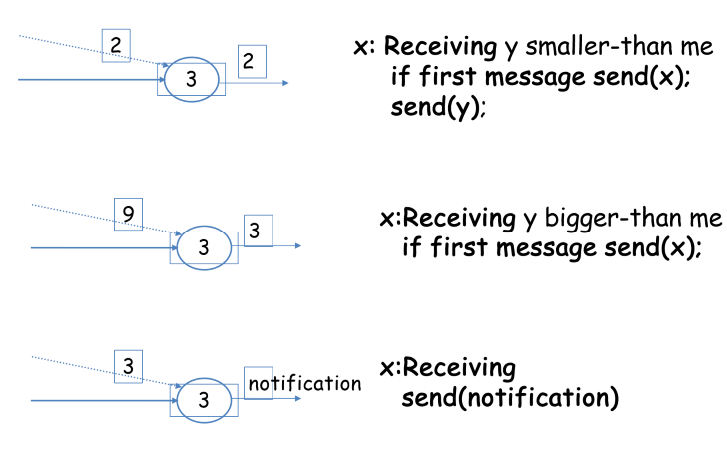 2
3
2
x: Receiving y smaller-than me
if first message send(x);
send(y);
9
3
3
x:Receiving y bigger-than me
if first message send(x);
3
3
notification
x:Receiving
send(notification)